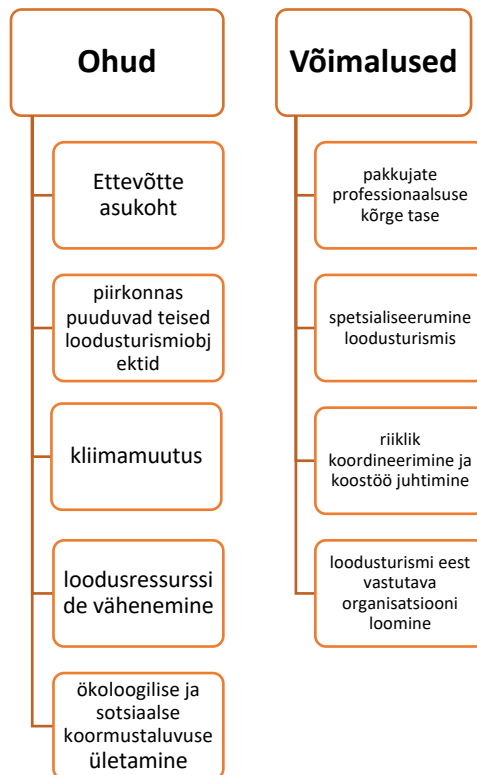 Ohud
Ettevõtte
asukoht
piirkonnas
puuduvad teised
loodusturismiobj
ektid
kliimamuutus
loodusressurssi
de vähenemine
ökoloogilise ja
sotsiaalse
koormustaluvuse
ületamine
Võimalused
pakkujate
professionaalsuse
kõrge tase
spetsialiseerumine
loodusturismis
riiklik
koordineerimine ja
koostöö juhtimine
loodusturismi eest
vastutava
organisatsiooni
loomine